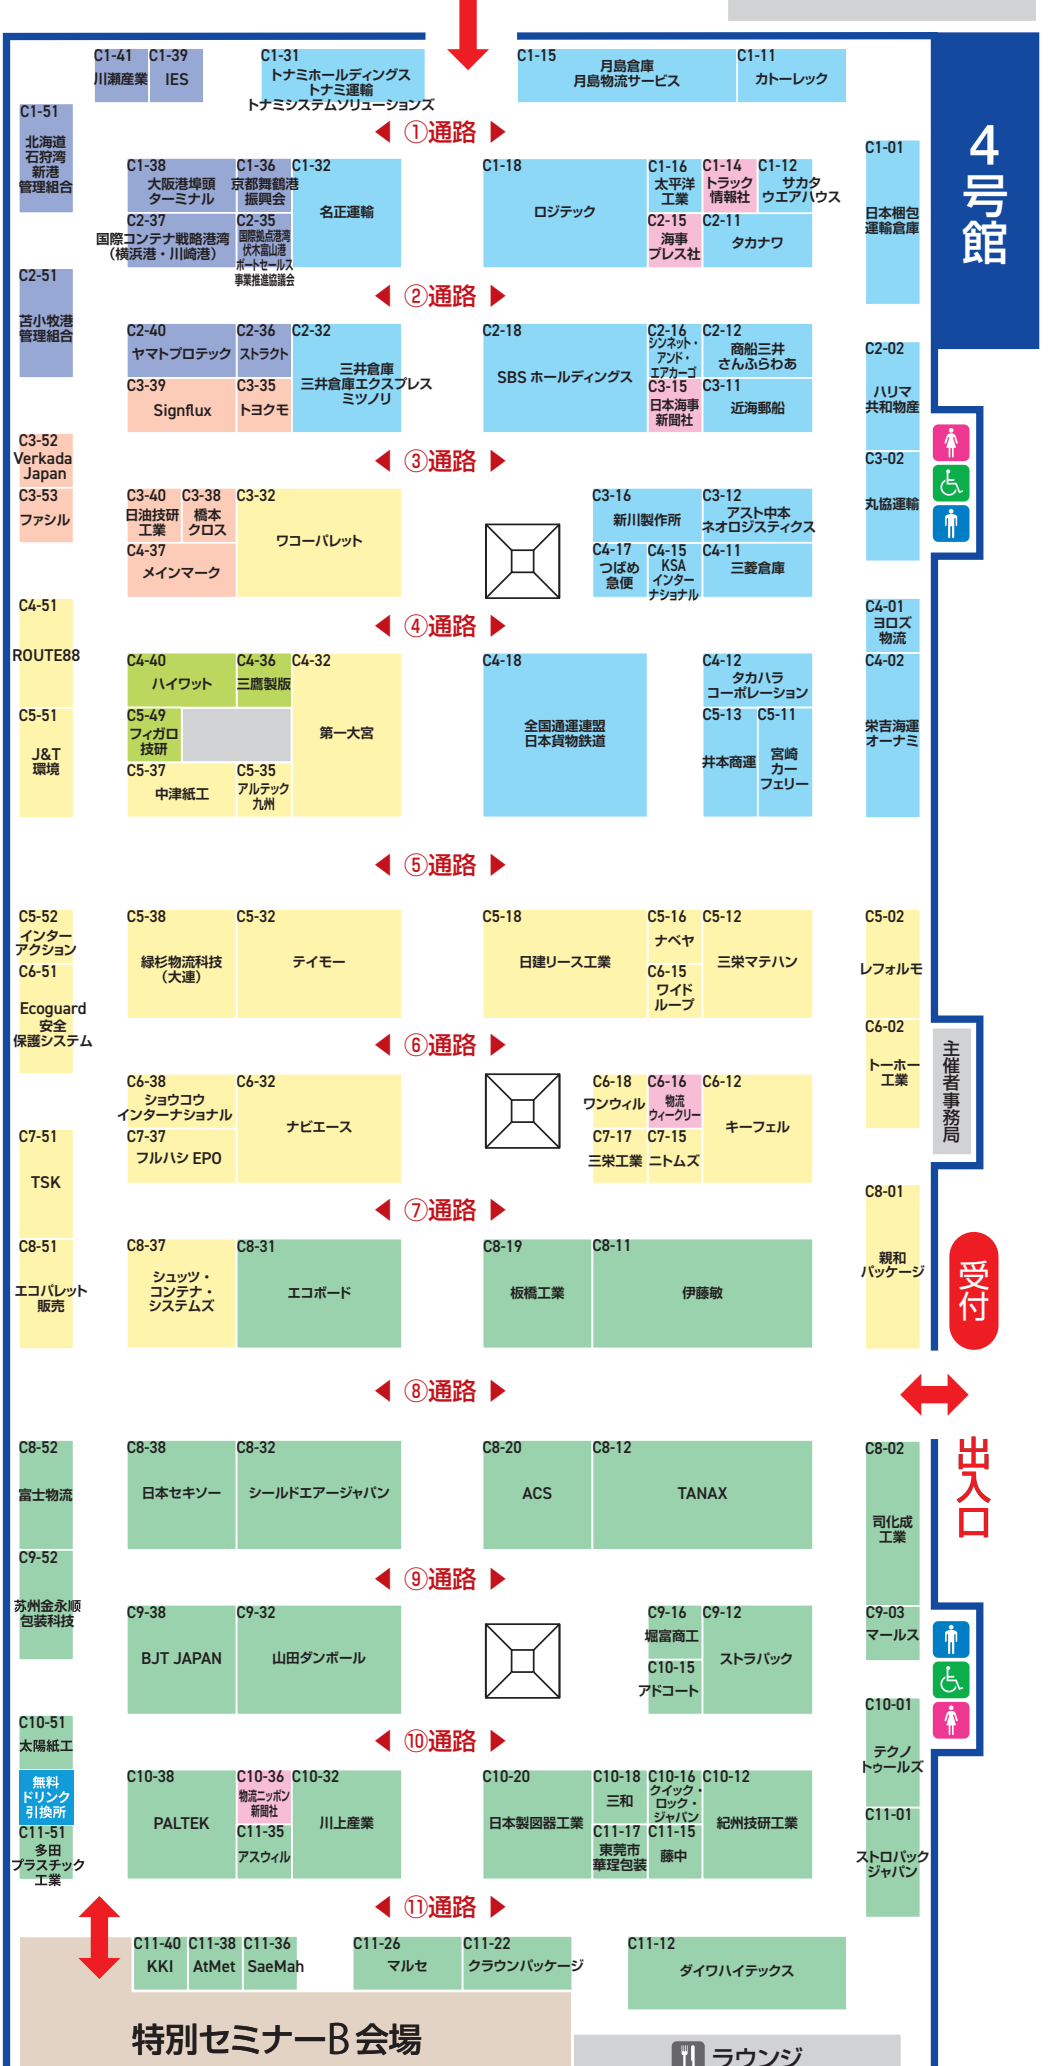 4号館
C1-41
川瀬産業
C1-39
IES
C1-31
トナミホールディングス
トナミ運輸
トナミシステムソリューションズ
C1-15
月島倉庫
月島物流サービス
C1-11
カトーレック
C1-51
北海道
石狩湾
新港
管理組合
①通路
C1-38
大阪港埠頭
ターミナル
C1-36
京都舞鶴港
振興会
C1-32
名正運輸
C1-18
ロジテック
C1-16
太平洋
工業
C1-14
トラック
情報社
C1-12
サカタ
ウエアハウス
C1-01
日本梱包
運輸倉庫
C2-37
国際コンテナ戦略港湾
（横浜港・川崎港）
C2-35
国際拠点港湾
伏木富山港
ポートセールス
事業推進協議会
C2-15
海事
プレス社
C2-11
タカナワ
②通路
C2-51
苫小牧港
管理組合
C2-40
ヤマトプロテック
C2-36
ストラクト
C2-32
三井倉庫
三井倉庫エクスプレス
ミツノリ
C2-18
SBS ホールディングス
C2-16
シンネット・
アンド・
エアカーゴ
C2-12
商船三井
さんふらわあ
C2-02
ハリマ
共和物産
C3-39
Signflux
C3-35
トヨクモ
C3-15
日本海事
新聞社
C3-11
近海郵船
③通路
C3-52
Verkada
Japan
C3-02
丸協運輸
C3-53
ファシル
C3-40
日油技研
工業
C3-38
橋本
クロス
C3-32
ワコーパレット
C3-16
新川製作所
C3-12
アスト中本
ネオロジスティクス
C4-37
メインマーク
C4-17
つばめ
急便
C4-15
KSA
インター
ナショナル
C4-11
三菱倉庫
④通路
C4-51
ROUTE88
C4-01
ヨロズ
物流
C4-40
ハイワット
C4-36
三鷹製版
C4-32
第一大宮
C4-18
全国通運連盟
日本貨物鉄道
C4-12
タカハラ
コーポレーション
C4-02
栄吉海運
オーナミ
C5-51
J&T
環境
C5-49
フィガロ
技研
C5-13
井本商運
C5-11
宮崎
カー
フェリー
C5-37
中津紙工
C5-35
アルテック
九州
⑤通路
C5-52
インター
アクション
C5-38
緑杉物流科技
（大連）
C5-32
テイモー
C5-18
日建リース工業
C5-16
ナベヤ
C5-12
三栄マテハン
C5-02
レフォルモ
C6-51
Ecoguard
安全
保護システム
C6-15
ワイド
ループ
⑥通路
C6-02
トーホー
工業
主催者事務局
C6-38
ショウコウ
インターナショナル
C6-32
ナビエース
C6-18
ワンウィル
C6-16
物流
ウィークリー
C6-12
キーフェル
C7-51
TSK
C7-37
フルハシ EPO
C7-17
三栄工業
C7-15
ニトムズ
⑦通路
C8-01
親和
パッケージ
受付
C8-51
エコパレット
販売
C8-37
シュッツ・
コンテナ・
システムズ
C8-31
エコボード
C8-19
板橋工業
C8-11
伊藤敏
⑧通路
出入口
C8-52
富士物流
C8-38
日本セキソー
C8-32
シールドエアージャパン
C8-20
ACS
C8-12
TANAX
C8-02
司化成
工業
⑨通路
C9-52
苏州金永顺
包装科技
C9-38
BJT JAPAN
C9-32
山田ダンボール
C9-16
堀富商工
C9-12
ストラパック
C9-03
マールス
C10-15
アドコート
⑩通路
C10-51
太陽紙工
C10-01
テクノ
トゥールズ
無料
ドリンク
引換所
C10-38
PALTEK
C10-36
物流ニッポン
新聞社
C10-32
川上産業
C10-20
日本製図器工業
C10-18
三和
C10-16
クイック・
ロック・
ジャパン
C10-12
紀州技研工業
C11-51
多田
プラスチック
工業
C11-35
アスウィル
C11-17
東莞市
華珵包装
C11-15
藤中
C11-01
ストロパック
ジャパン
⑪通路
C11-40
KKI
C11-38
AtMet
C11-36
SaeMah
C11-26
マルセ
C11-22
クラウンパッケージ
C11-12
ダイワハイテックス
特別セミナーB会場
ラウンジ